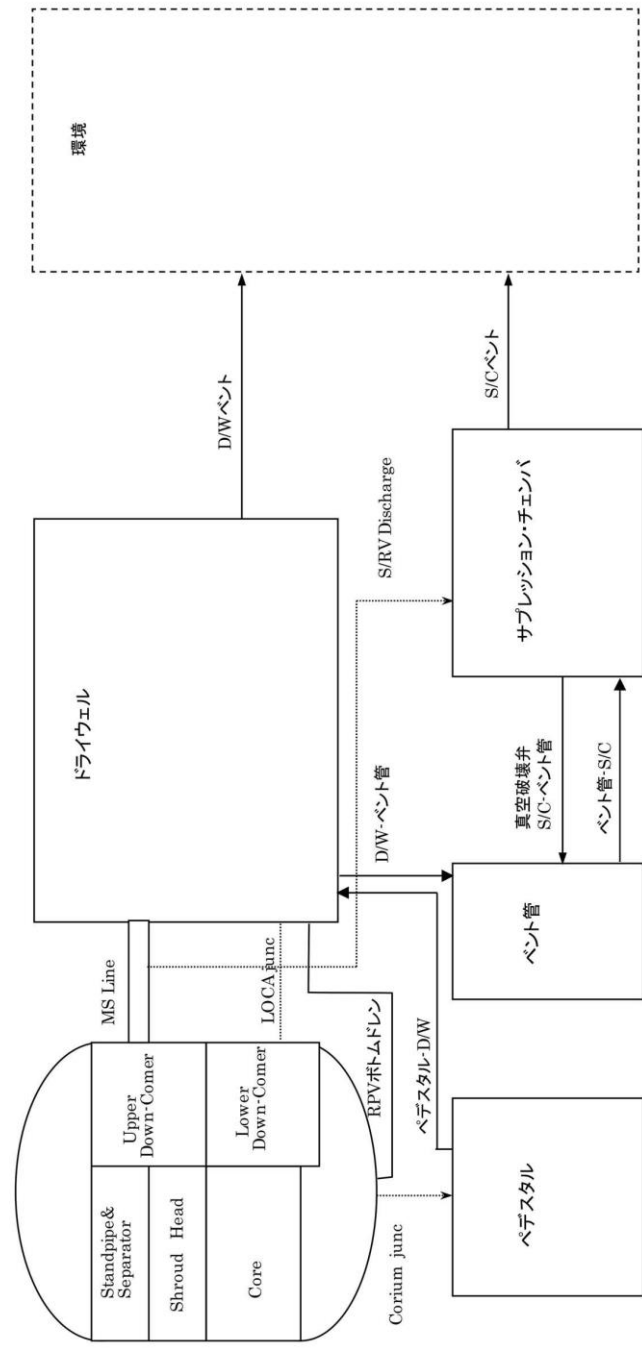 Standpipe&
Separator
Shroud Head
Core
Upper
Down-Comer
Lower
Down-Comer
MS Line
LOCA junc
RPVボトムドレン
Corium junc
ペデスタル
ペデスタル-D/W
ドライウェル
D/W-ベント管
ベント管
真空破壊弁
S/C-ベント管
ベント管-S/C
S/RV Discharge
サプレッション・チェンバ
D/Wベント
S/Cベント
環境